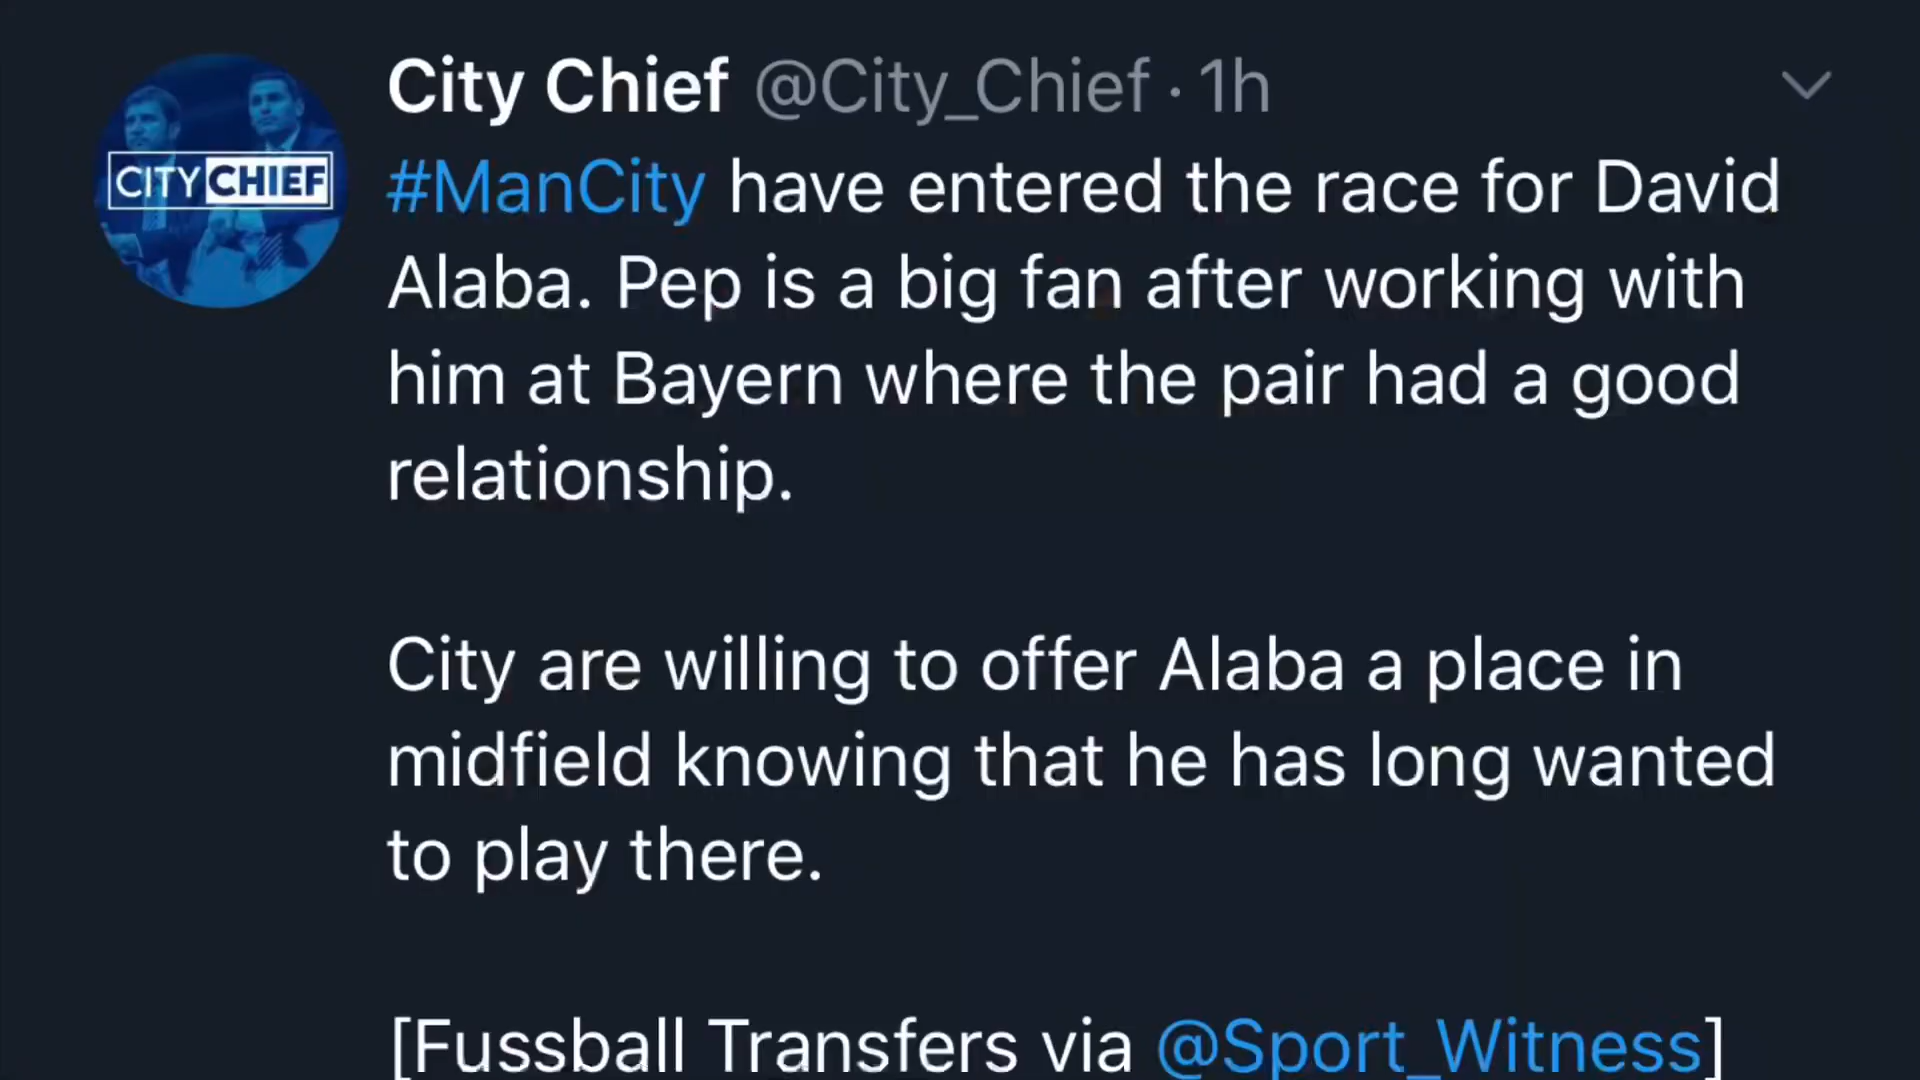 City Chief @City_Chief · 1h
CITY CHIEF
#ManCity have entered the race for David
Alaba. Pep is a big fan after working with
him at Bayern where the pair had a good
relationship.
City are willing to offer Alaba a place in
midfield knowing that he has long wanted
to play there.
[Fussball Transfers via @Sport_Witness]